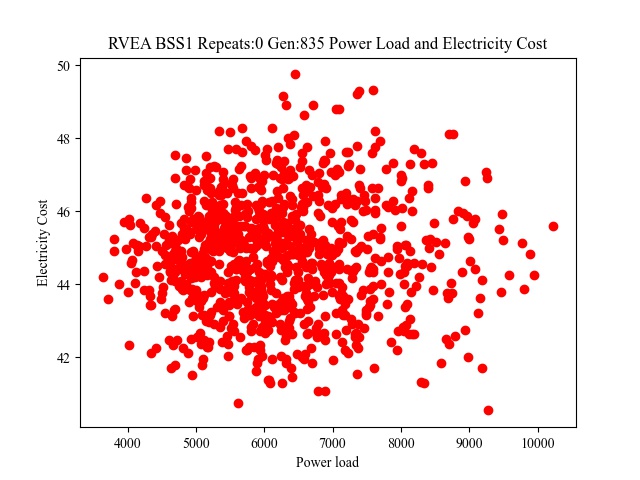 RVEA BSS1 Repeats:0 Gen:835 Power Load and Electricity Cost
50
48
46
44
42
Electricity Cost
4000 5000 6000 7000 8000 9000 10000
Power load